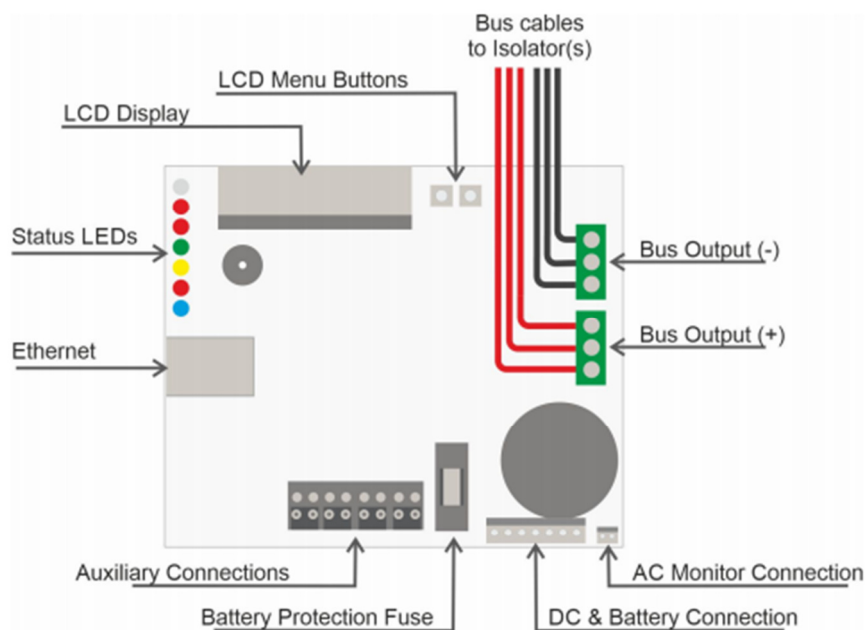 Bus cables
to Isolator(s)
LCD Menu Buttons
LCD Display
Status LEDs
Bus Output (-)
Bus Output (+)
Ethernet
Auxiliary Connections
AC Monitor Connection
Battery Protection Fuse
DC & Battery Connection